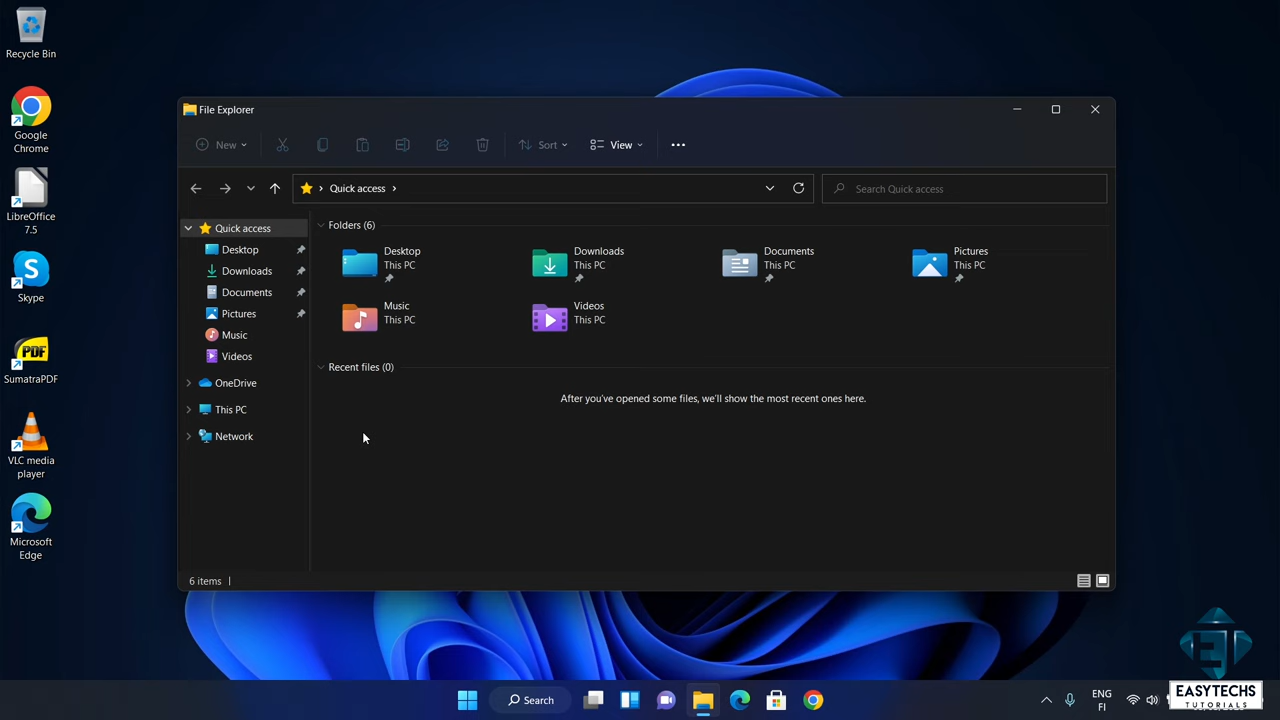 Recycle Bin
Google
Chrome
LibreOffice
7.5
Skype
PDF
SumatraPDF
VLC media
player
Microsoft
Edge
File Explorer
New
Sort
View
Quick access
Search Quick access
Quick access
Desktop
Downloads
Documents
Pictures
Music
Videos
OneDrive
This PC
Network
Folders (6)
Desktop
This PC
Downloads
This PC
Documents
This PC
Pictures
This PC
Music
This PC
Videos
This PC
Recent files (0)
After you've opened some files, we'll show the most recent ones here.
6 items
Search
ENG
FI
ET
EASYTECHS
TUTORIALS